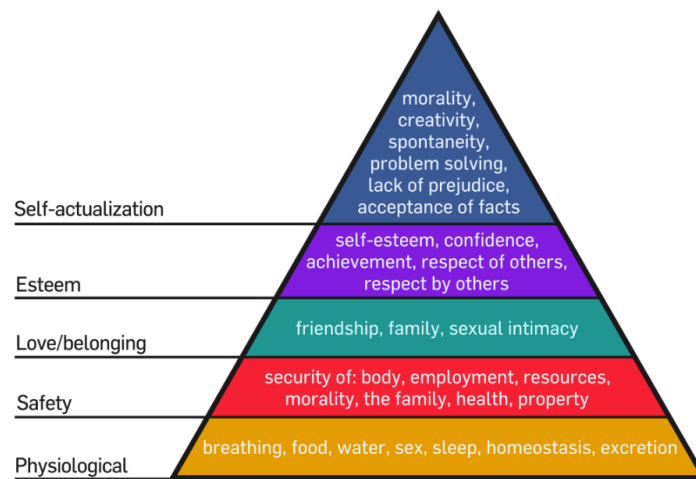 morality,
creativity,
spontaneity,
problem solving,
lack of prejudice,
acceptance of facts
Self-actualization
self-esteem, confidence,
achievement, respect of others,
respect by others
Esteem
friendship, family, sexual intimacy
Love/belonging
security of: body, employment, resources,
morality, the family, health, property
Safety
breathing, food, water, sex, sleep, homeostasis, excretion
Physiological